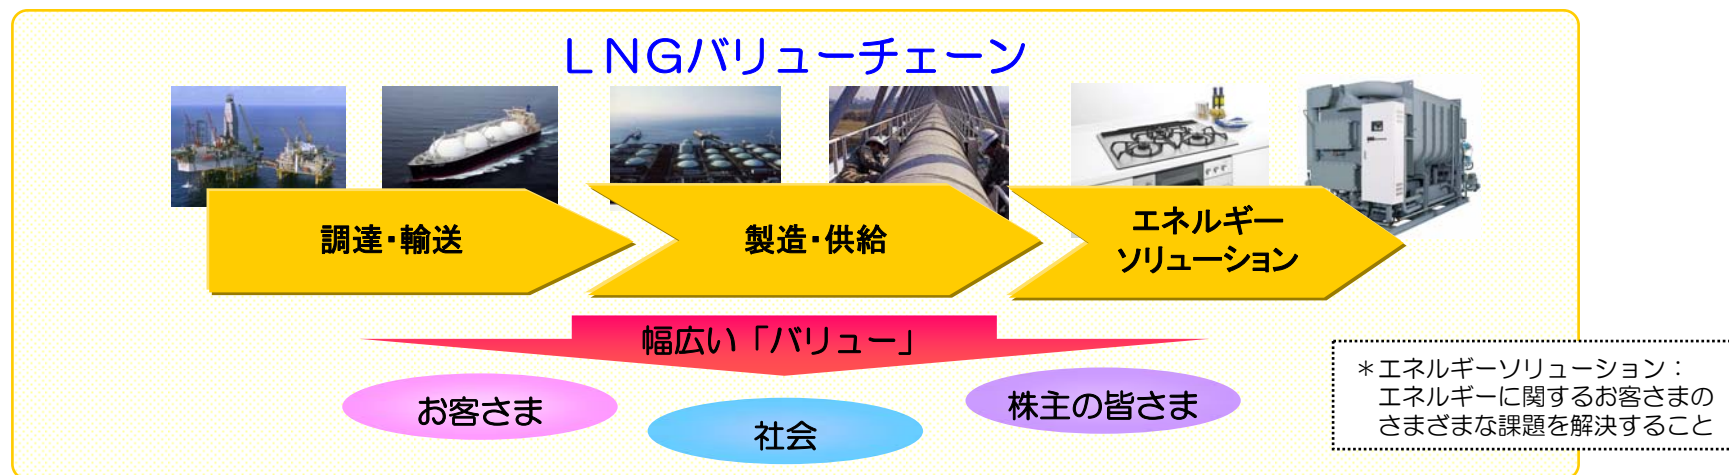 LNGバリューチェーン
調達・輸送
製造・供給
エネルギー
ソリューション
幅広い「バリュー」
お客さま
社会
株主の皆さま
＊エネルギーソリューション：
エネルギーに関するお客さまの
さまざまな課題を解決すること